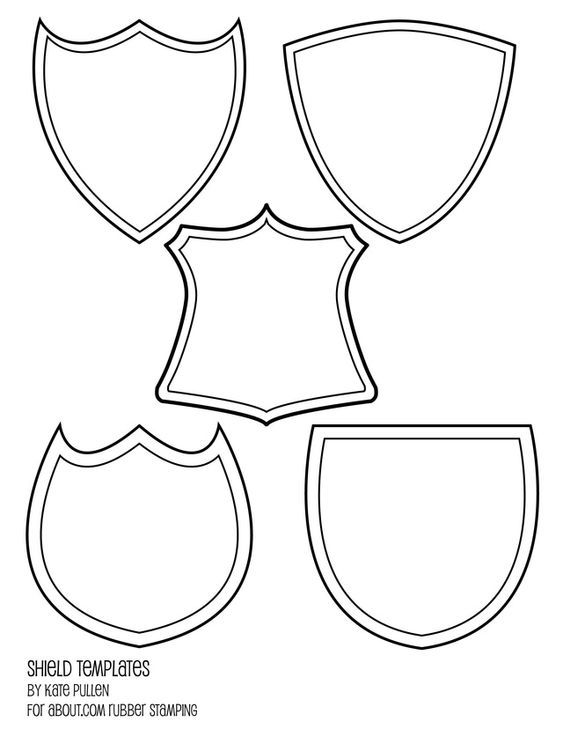 SHIELD TEMPLATES
BY KATE PULLEN
FOR ABOUT.COM RUBBER STAMPING